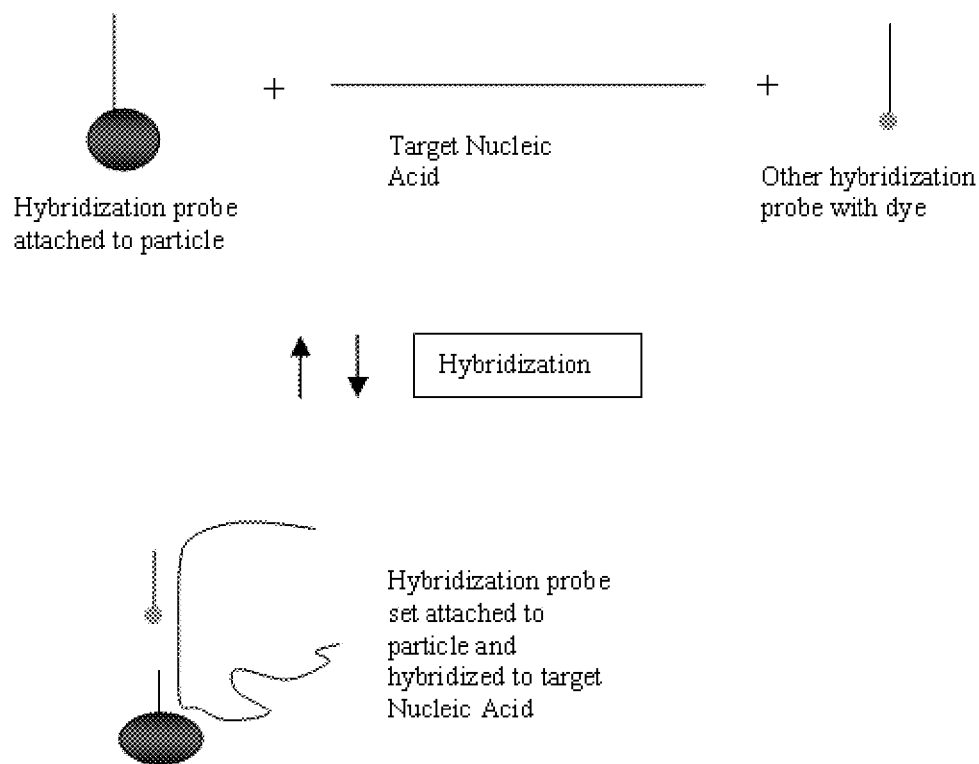 +
+
Target Nucleic
Acid
Hybridization probe
attached to particle
Other hybridization
probe with dye
Hybridization
Hybridization probe
set attached to
particle and
hybridized to target
Nucleic Acid